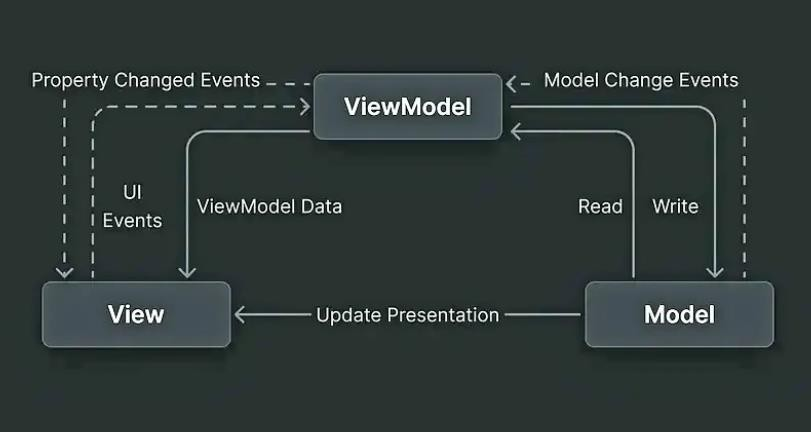 Property Changed Events
ViewModel
Model Change Events
UI
Events
ViewModel Data
Read
Write
View
Update Presentation
Model